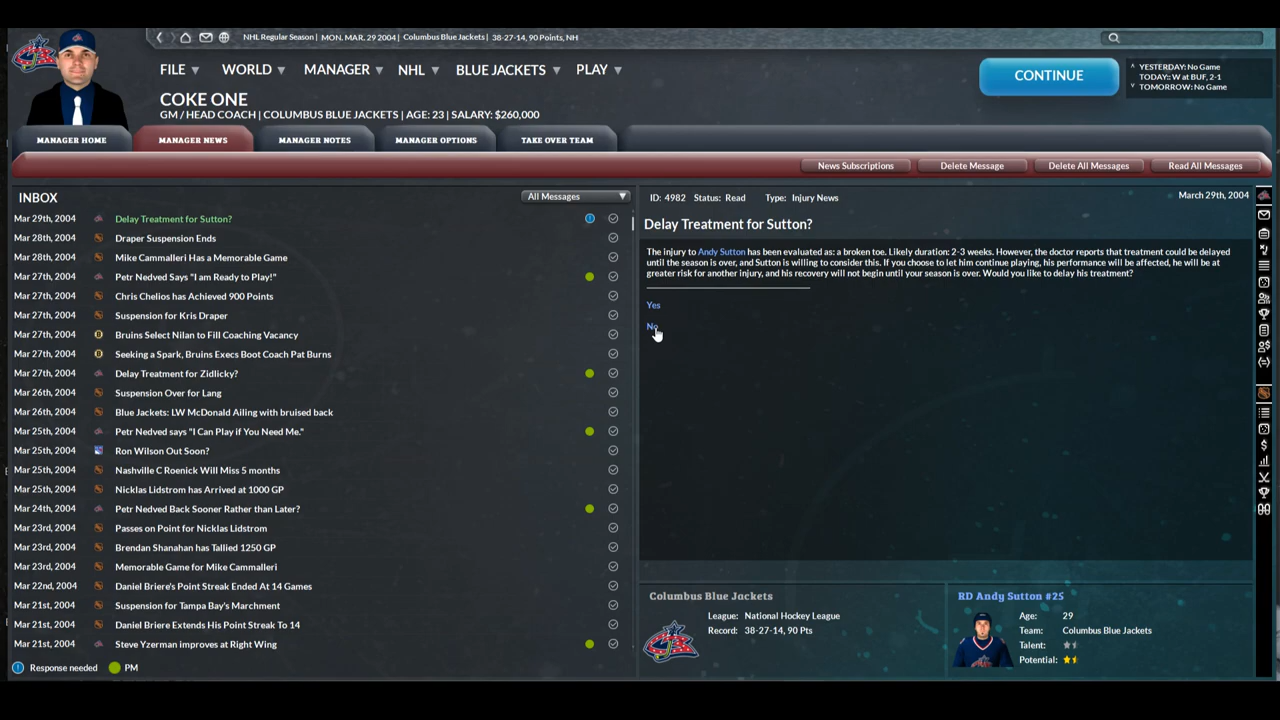 NHL Regular Season | MON. MAR. 29 2004 | Columbus Blue Jackets | 38-27-14, 90 Points, NH
FILE WORLD MANAGER NHL BLUE JACKETS PLAY
CONTINUE
YESTERDAY: No Game
TODAY:: W at BUF, 2-1
TOMORROW: No Game
COKE ONE
GM / HEAD COACH | COLUMBUS BLUE JACKETS | AGE: 23 | SALARY: $260,000
MANAGER HOME MANAGER NEWS MANAGER NOTES MANAGER OPTIONS TAKE OVER TEAM
News Subscriptions Delete Message Delete All Messages Read All Messages
INBOX All Messages
Mar 29th, 2004 Delay Treatment for Sutton?
Mar 28th, 2004 Draper Suspension Ends
Mar 28th, 2004 Mike Cammalleri Has a Memorable Game
Mar 27th, 2004 Petr Nedved Says "I am Ready to Play!"
Mar 27th, 2004 Chris Chelios has Achieved 900 Points
Mar 27th, 2004 Suspension for Kris Draper
Mar 27th, 2004 Bruins Select Nilan to Fill Coaching Vacancy
Mar 27th, 2004 Seeking a Spark, Bruins Execs Boot Coach Pat Burns
Mar 27th, 2004 Delay Treatment for Zidlicky?
Mar 26th, 2004 Suspension Over for Lang
Mar 26th, 2004 Blue Jackets: LW McDonald Ailing with bruised back
Mar 25th, 2004 Petr Nedved says "I Can Play if You Need Me."
Mar 25th, 2004 Ron Wilson Out Soon?
Mar 25th, 2004 Nashville C Roenick Will Miss 5 months
Mar 25th, 2004 Nicklas Lidstrom has Arrived at 1000 GP
Mar 24th, 2004 Petr Nedved Back Sooner Rather than Later?
Mar 23rd, 2004 Passes on Point for Nicklas Lidstrom
Mar 23rd, 2004 Brendan Shanahan has Tallied 1250 GP
Mar 23rd, 2004 Memorable Game for Mike Cammalleri
Mar 22nd, 2004 Daniel Briere's Point Streak Ended At 14 Games
Mar 21st, 2004 Suspension for Tampa Bay's Marchment
Mar 21st, 2004 Daniel Briere Extends His Point Streak To 14
Mar 21st, 2004 Steve Yzerman improves at Right Wing
Response needed PM
ID: 4982 Status: Read Type: Injury News March 29th, 2004
Delay Treatment for Sutton?
The injury to Andy Sutton has been evaluated as: a broken toe. Likely duration: 2-3 weeks. However, the doctor reports that treatment could be delayed
until the season is over, and Sutton is willing to consider this. If you choose to let him continue playing, his performance will be affected, he will be at
greater risk for another injury, and his recovery will not begin until your season is over. Would you like to delay his treatment?
Yes
No
Columbus Blue Jackets
League: National Hockey League
Record: 38-27-14, 90 Pts
RD Andy Sutton #25
Age: 29
Team: Columbus Blue Jackets
Talent:
Potential: